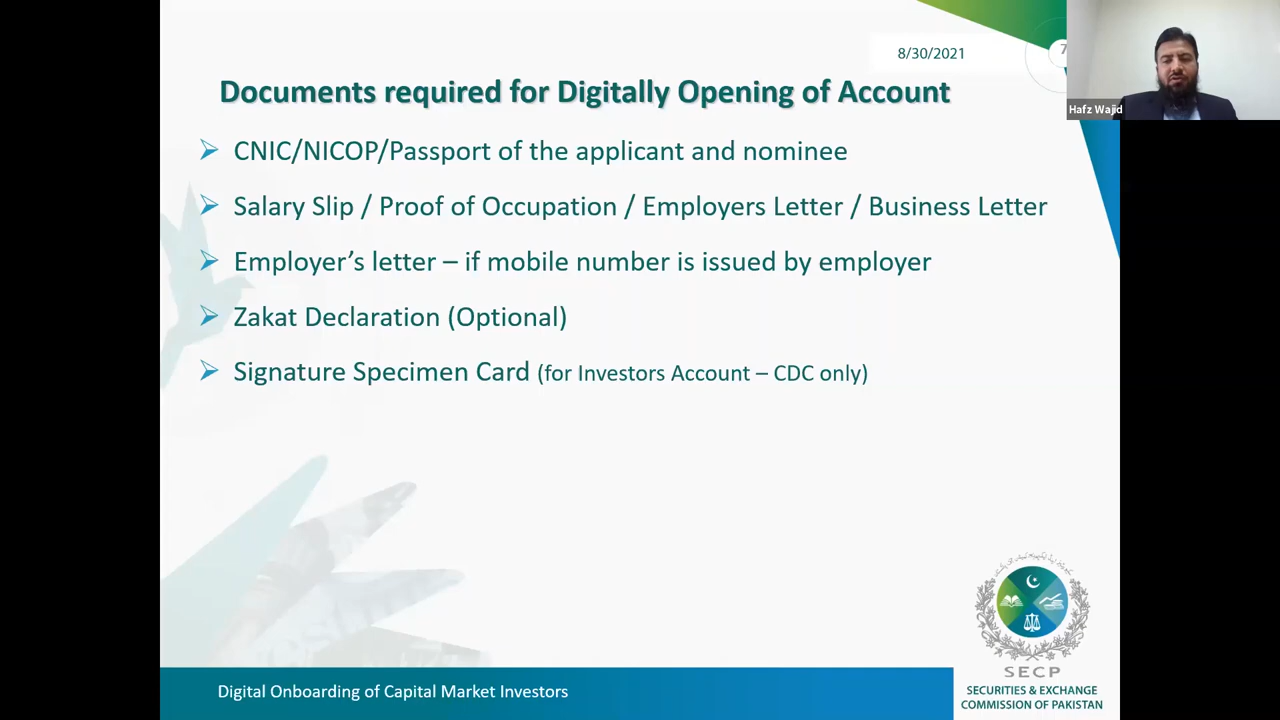 8/30/2021
7
Hafz Wajid
Documents required for Digitally Opening of Account
CNIC/NICOP/Passport of the applicant and nominee
Salary Slip / Proof of Occupation / Employers Letter / Business Letter
Employer’s letter – if mobile number is issued by employer
Zakat Declaration (Optional)
Signature Specimen Card (for Investors Account – CDC only)
SECP
SECURITIES & EXCHANGE
COMMISSION OF PAKISTAN
Digital Onboarding of Capital Market Investors